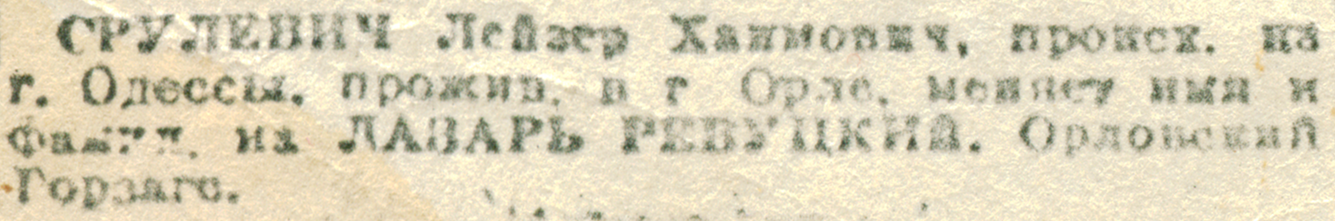 СРУЛЕВИЧ Лейзер Хаимович, происх. из
г. Одессы, прожив. в г Орле, меняет имя и
фамил. на ЛАЗАРЬ РЕВУЦКИЙ. Орловский
Горзагс.